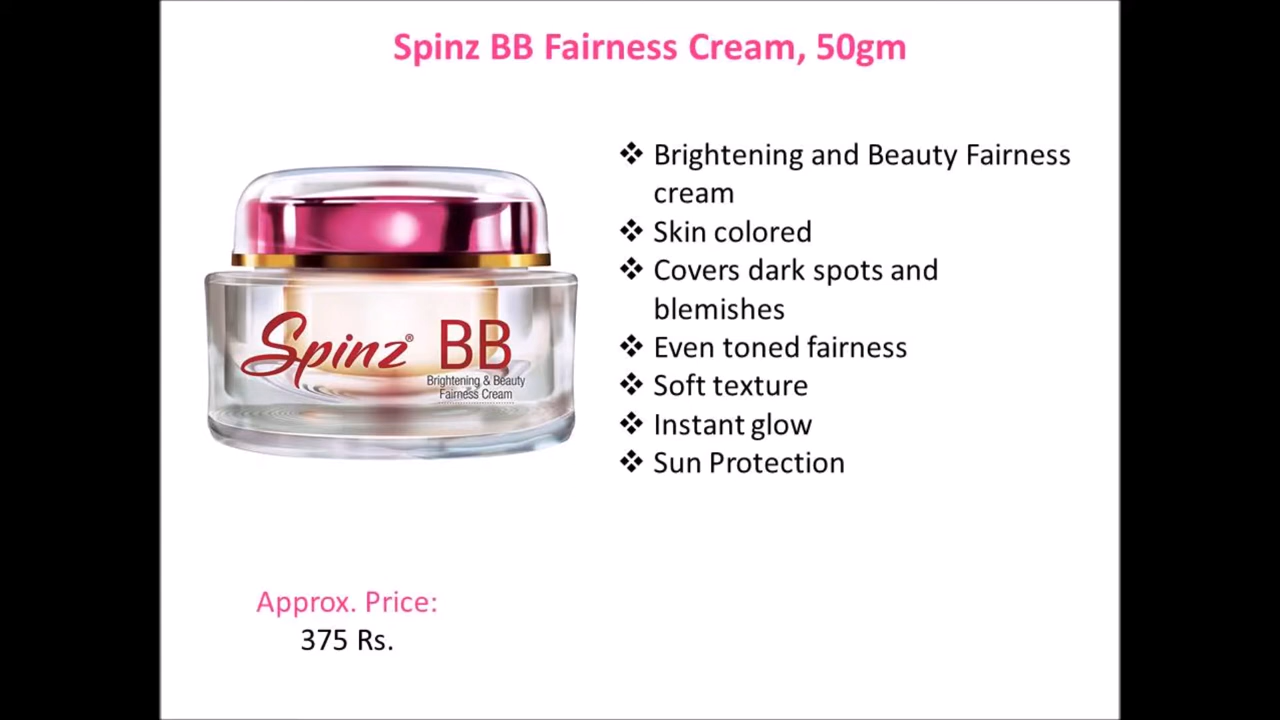 Spinz BB Fairness Cream, 50gm
❖ Brightening and Beauty Fairness
cream
❖ Skin colored
❖ Covers dark spots and
blemishes
❖ Even toned fairness
❖ Soft texture
❖ Instant glow
❖ Sun Protection
Spinz® BB
Brightening & Beauty
Fairness Cream
Approx. Price:
375 Rs.